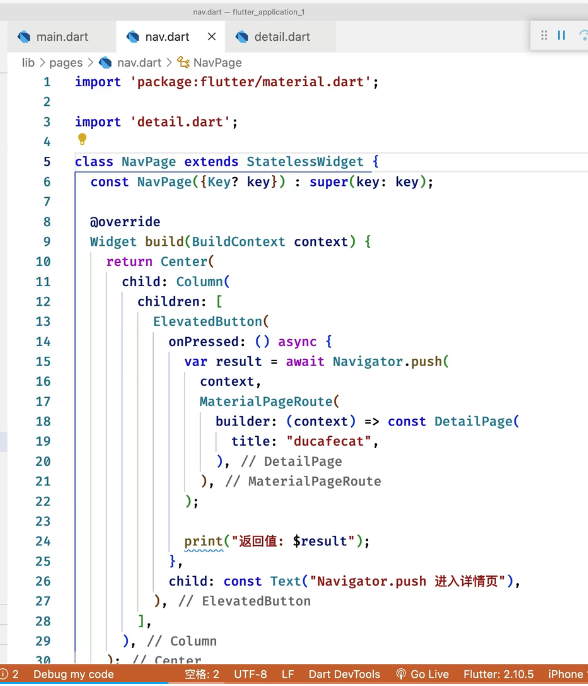 nav.dart — flutter_application_1
main.dart nav.dart × detail.dart
lib > pages > nav.dart > NavPage
1 import 'package:flutter/material.dart';
2
3 import 'detail.dart';
4
5 class NavPage extends StatelessWidget {
6 const NavPage({Key? key}) : super(key: key);
7
8 @override
9 Widget build(BuildContext context) {
10 return Center(
11 child: Column(
12 children: [
13 ElevatedButton(
14 onPressed: () async {
15 var result = await Navigator.push(
16 context,
17 MaterialPageRoute(
18 builder: (context) => const DetailPage(
19 title: "ducafecat",
20 ), // DetailPage
21 ), // MaterialPageRoute
22 );
23
24 print("返回值: $result");
25 },
26 child: const Text("Navigator.push 进入详情页"),
27 ), // ElevatedButton
28 ],
29 ), // Column
30 ); // Center
2 Debug my code 空格: 2 UTF-8 LF Dart DevTools Go Live Flutter: 2.10.5 iPhone